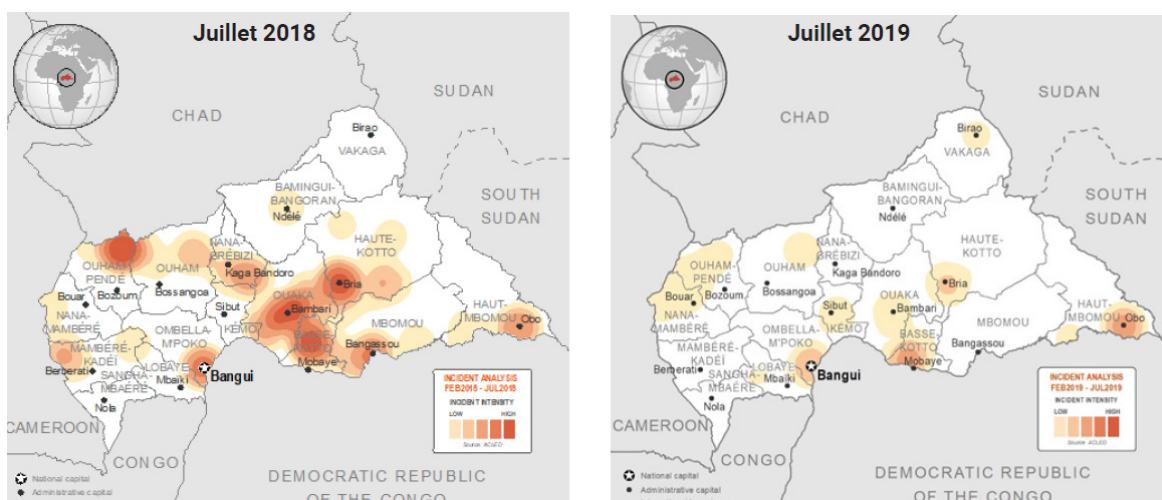 Juillet 2018
SUDAN
CHAD
Birao
VAKAGA
SOUTH
SUDAN
BAMINGUI-
BANGORAN
Ndélé
HAUTE-
KOTTO
NANA-
GRÉBIZI
OUHAM
OUHAM-
PENDÉ
Kaga Bandoro
Bria
Bouar
Bozoum
Bossangoa
OUAKA
Bambari
Sibut
KÉMO
NANA-
MAMBÉRÉ
OMBELLA-
M'POKO
HAUT-
MBOMOU
Obo
MBOMOU
BASSE-
KOTTO
Bangassou
MAMBÉRÉ-
KADÉÏ
Berberati
LOBAYE
Mobaye
Bangui
SANGHA-
MBAÉRÉ
Mbaïki
Nola
CAMEROON
CONGO
DEMOCRATIC REPUBLIC
OF THE CONGO
INCIDENT ANALYSIS
FEB2018 - JUL2018
INCIDENT INTENSITY
LOW HIGH
Source: ACLED
National capital
Administrative capital
Juillet 2019
SUDAN
CHAD
Birao
VAKAGA
SOUTH
SUDAN
BAMINGUI-
BANGORAN
Ndélé
HAUTE-
KOTTO
NANA-
GRÉBIZI
OUHAM
OUHAM-
PENDÉ
Kaga Bandoro
Bria
Bouar
Bozoum
Bossangoa
OUAKA
Bambari
Sibut
KÉMO
NANA-
MAMBÉRÉ
OMBELLA-
M'POKO
HAUT-
MBOMOU
Obo
MBOMOU
BASSE-
KOTTO
Bangassou
MAMBÉRÉ-
KADÉÏ
Berberati
LOBAYE
Mobaye
Bangui
SANGHA-
MBAÉRÉ
Mbaïki
Nola
CAMEROON
CONGO
DEMOCRATIC REPUBLIC
OF THE CONGO
INCIDENT ANALYSIS
FEB2019 - JUL2019
INCIDENT INTENSITY
LOW HIGH
Source: ACLED
National capital
Administrative capital